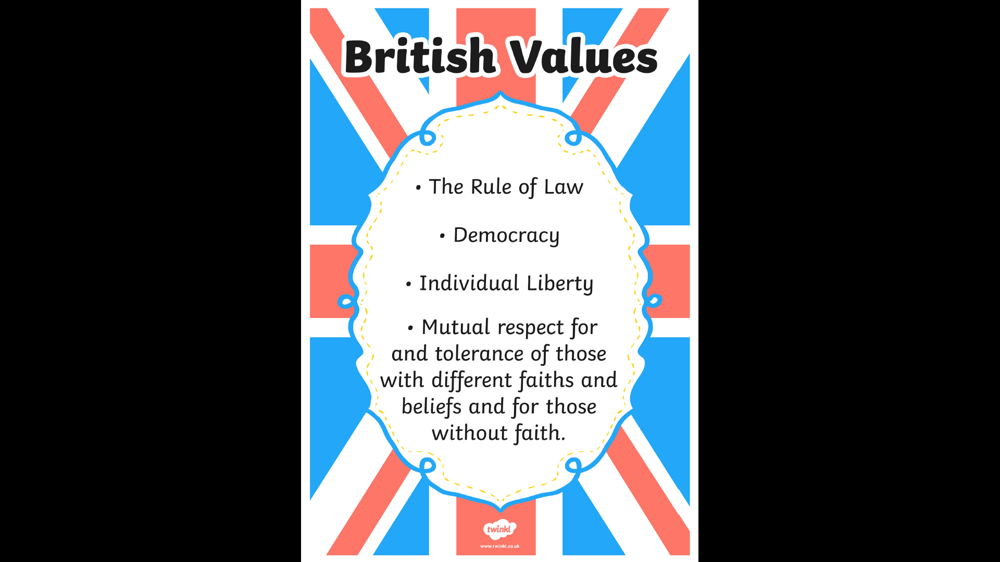 British Values
• The Rule of Law
• Democracy
• Individual Liberty
• Mutual respect for
and tolerance of those
with different faiths and
beliefs and for those
without faith.
twinkl
www.twinkl.co.uk